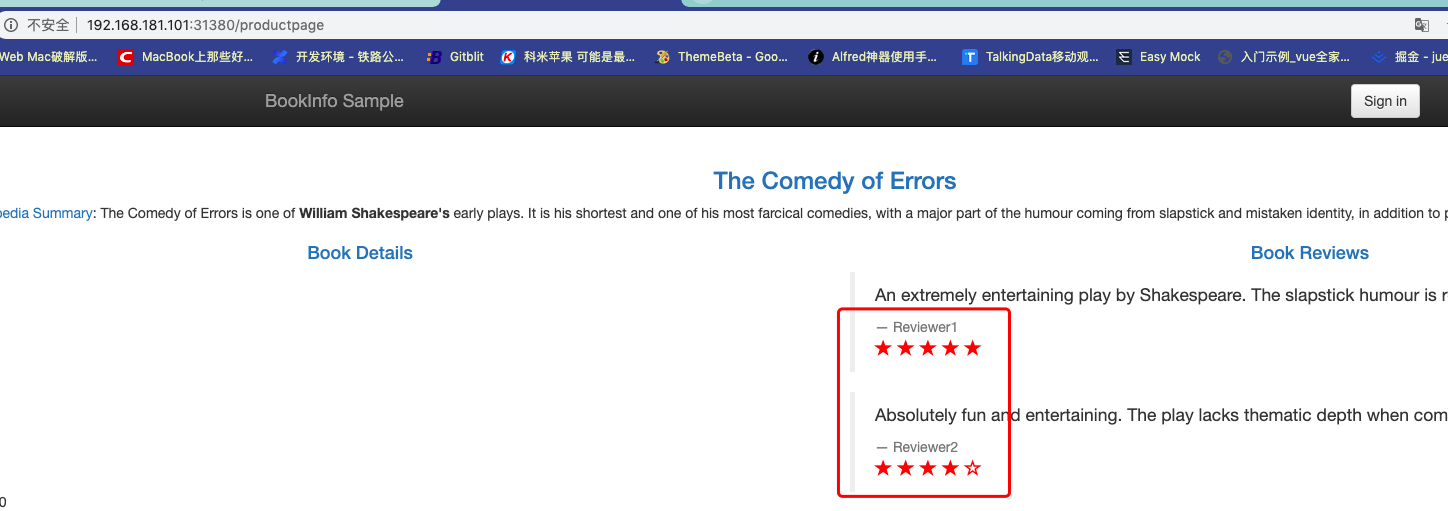 不安全 192.168.181.101:31380/productpage
Web Mac破解版... MacBook上那些好... 开发环境 - 铁路公... Gitblit 科米苹果 可能是最... ThemeBeta - Goo... Alfred神器使用手... TalkingData移动观... Easy Mock 入门示例_vue全家... 掘金 - jue
BookInfo Sample Sign in
The Comedy of Errors
pedia Summary: The Comedy of Errors is one of William Shakespeare's early plays. It is his shortest and one of his most farcical comedies, with a major part of the humour coming from slapstick and mistaken identity, in addition to p
Book Details Book Reviews
An extremely entertaining play by Shakespeare. The slapstick humour is r
— Reviewer1
Absolutely fun and entertaining. The play lacks thematic depth when com
— Reviewer2
0